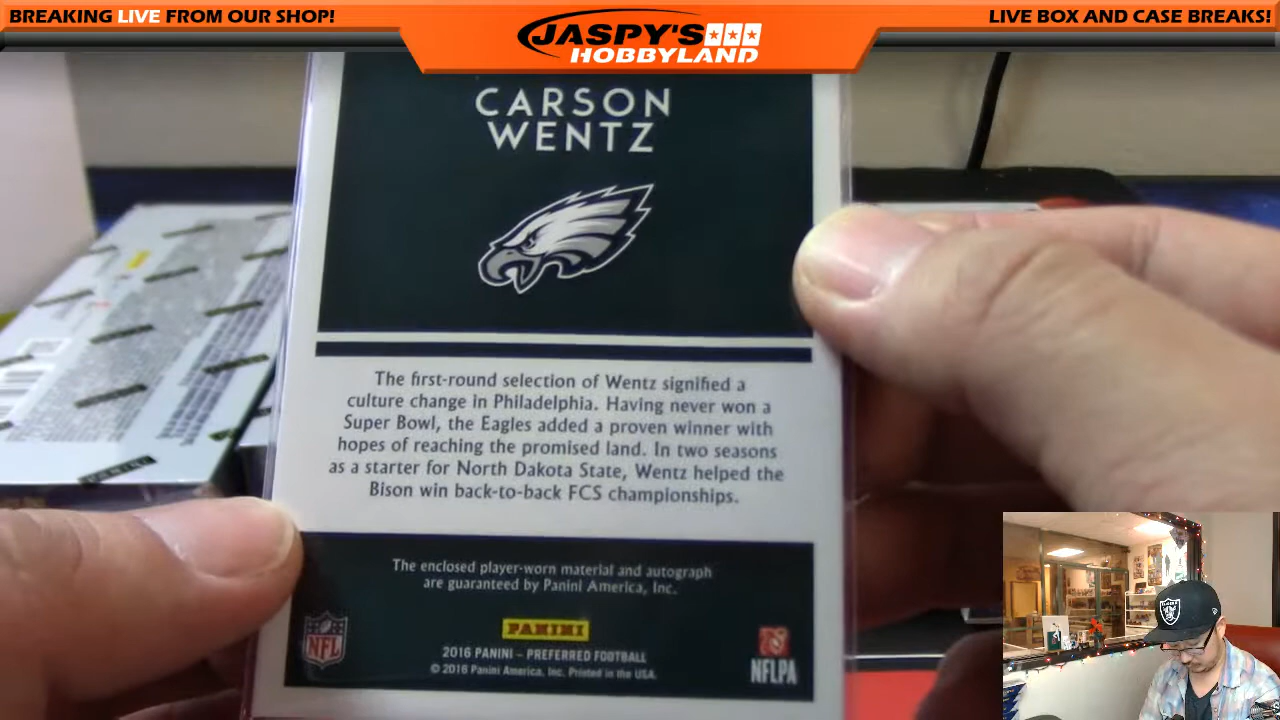 BREAKING LIVE FROM OUR SHOP!
JASPY'S
HOBBYLAND
LIVE BOX AND CASE BREAKS!
CARSON
WENTZ
The first-round selection of Wentz signified a
culture change in Philadelphia. Having never won a
Super Bowl, the Eagles added a proven winner with
hopes of reaching the promised land. In two seasons
as a starter for North Dakota State, Wentz helped the
Bison win back-to-back FCS championships.
The enclosed player-worn material and autograph
are guaranteed by Panini America, Inc.
PANINI
2016 PANINI – PREFERRED FOOTBALL
© 2016 Panini America, Inc. Printed in the USA.
NFL
NFLPA
PANINI